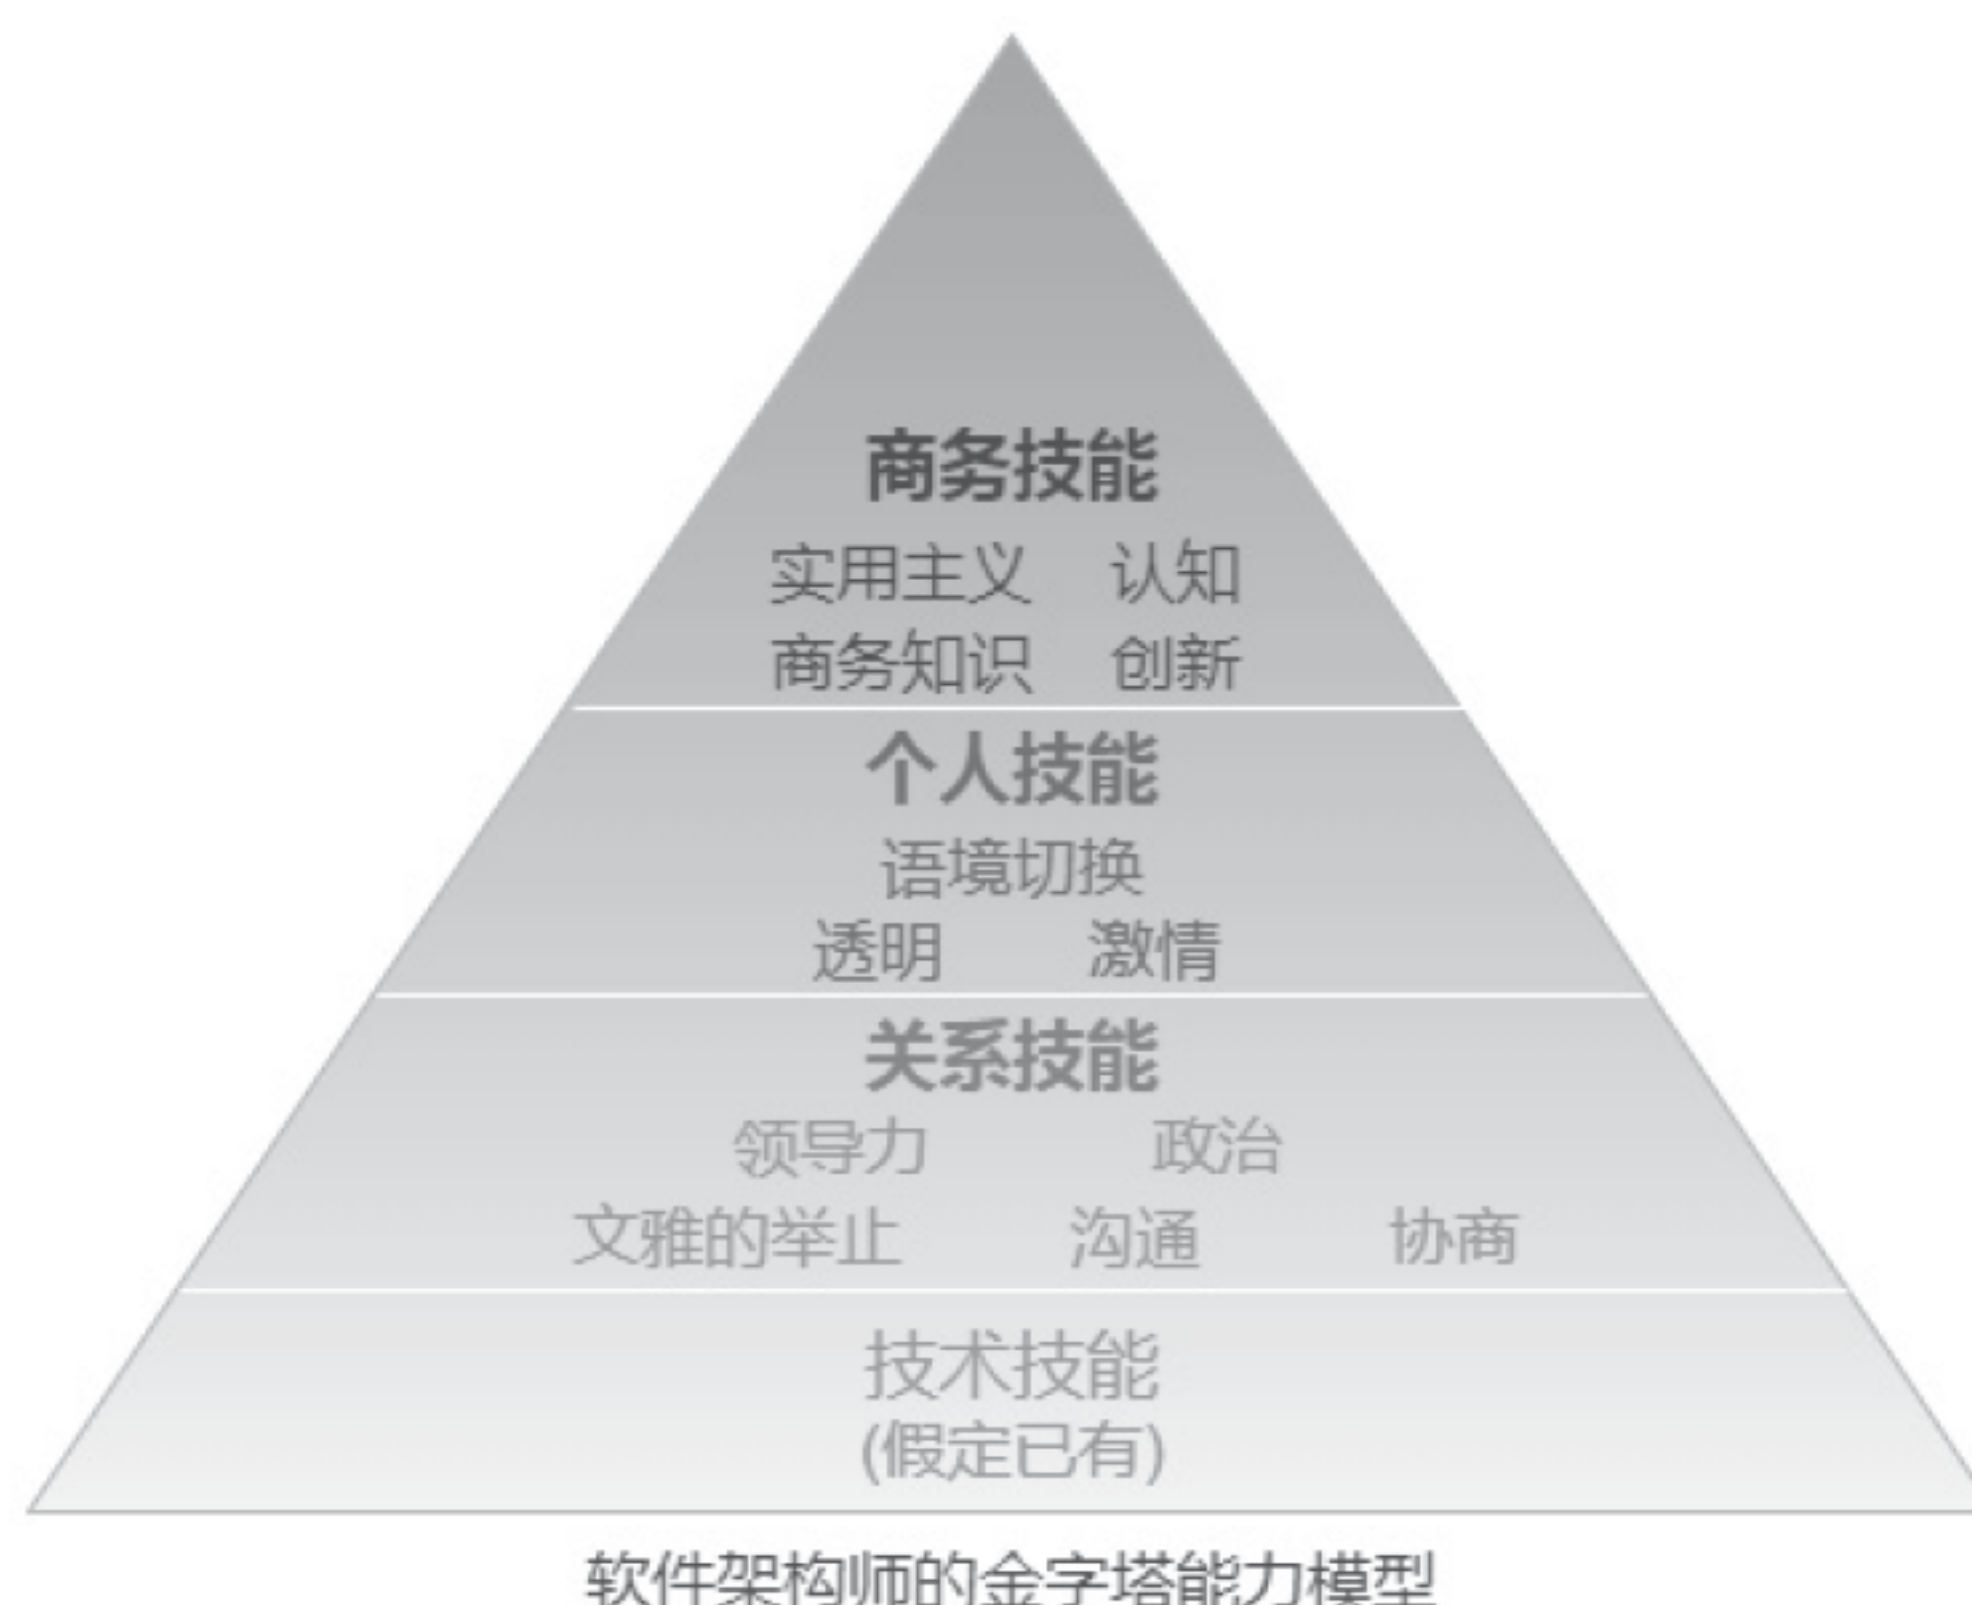 商务技能
实用主义 认知
商务知识 创新
个人技能
语境切换
透明 激情
关系技能
领导力 政治
文雅的举止 沟通 协商
技术技能
(假定已有)
软件架构师的金字塔能力模型